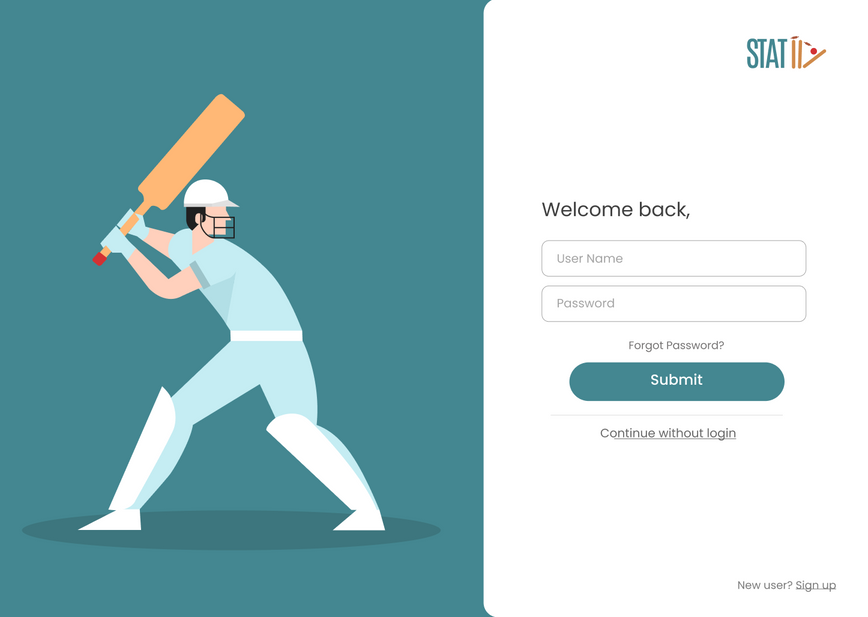 STAT
Welcome back,
User Name
Password
Forgot Password?
Submit
Continue without login
New user? Sign up